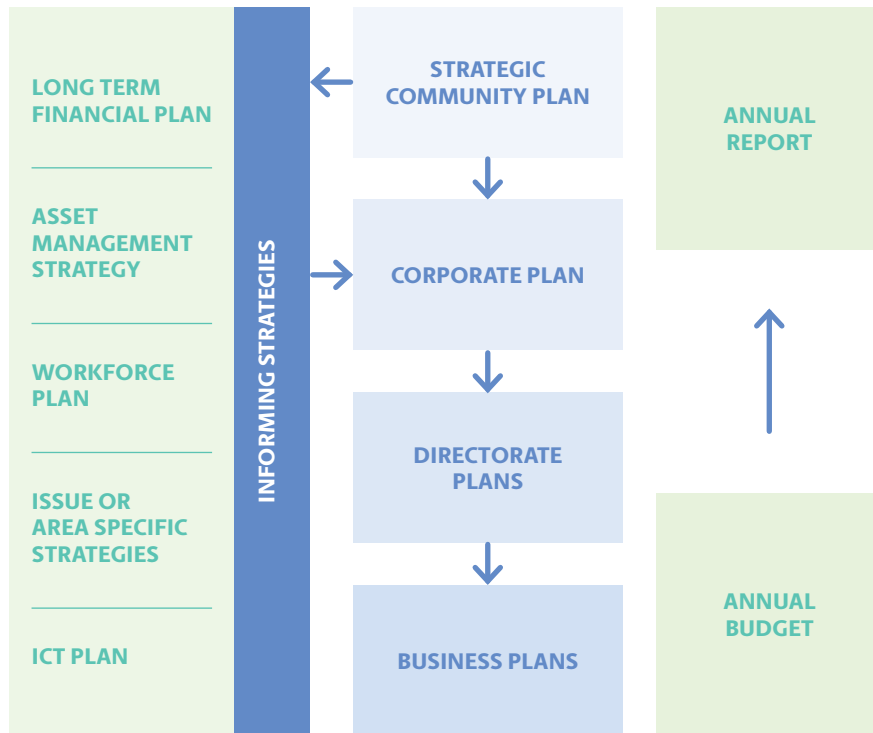 LONG TERM
FINANCIAL PLAN
ASSET
MANAGEMENT
STRATEGY
WORKFORCE
PLAN
ISSUE OR
AREA SPECIFIC
STRATEGIES
ICT PLAN
INFORMING STRATEGIES
STRATEGIC
COMMUNITY PLAN
CORPORATE PLAN
DIRECTORATE
PLANS
BUSINESS PLANS
ANNUAL
REPORT
ANNUAL
BUDGET